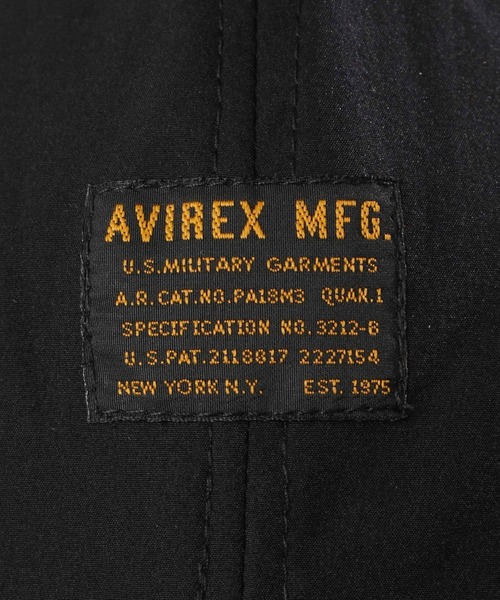 AVIREX MFG.
U.S.MILITARY GARMENTS
A.R.CAT.NO.PA18M3 QUAN.1
SPECIFICATION NO.3212-B
U.S.PAT.2118817 2227154
NEW YORK N.Y. EST. 1975